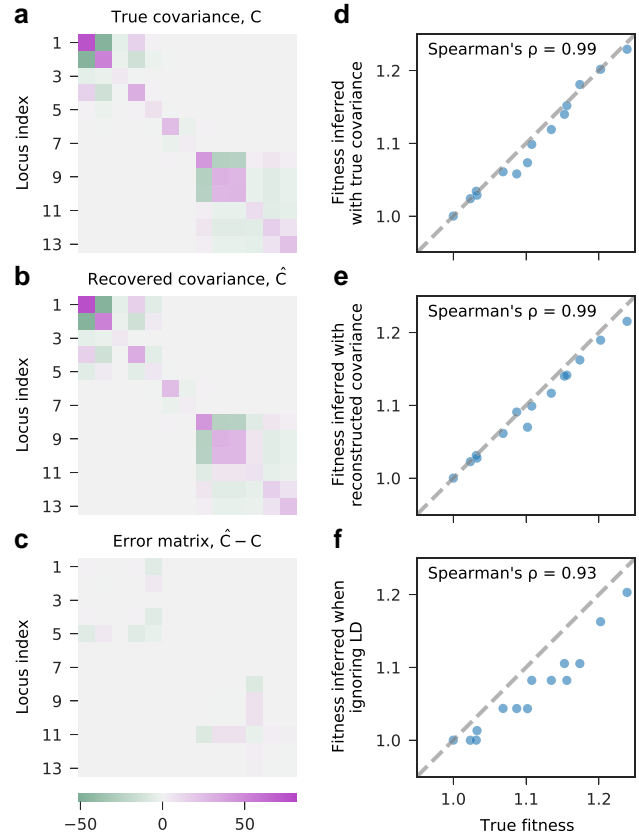 a
True covariance, C
Locus index
1
3
5
7
9
11
13
b
Recovered covariance, Ĉ
Locus index
1
3
5
7
9
11
13
c
Error matrix, Ĉ − C
Locus index
1
3
5
7
9
11
13
−50
0
50
d
Spearman's ρ = 0.99
Fitness inferred
with true covariance
1.2
1.1
1.0
e
Spearman's ρ = 0.99
Fitness inferred with
reconstructed covariance
1.2
1.1
1.0
f
Spearman's ρ = 0.93
Fitness inferred when
ignoring LD
1.2
1.1
1.0
1.0
1.1
1.2
True fitness